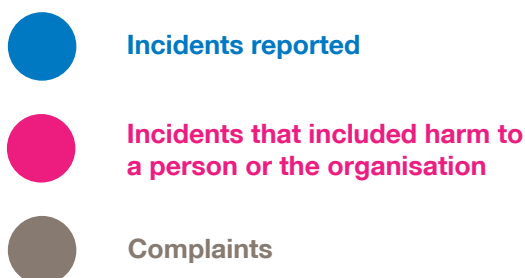 Incidents reported
Incidents that included harm to
a person or the organisation
Complaints